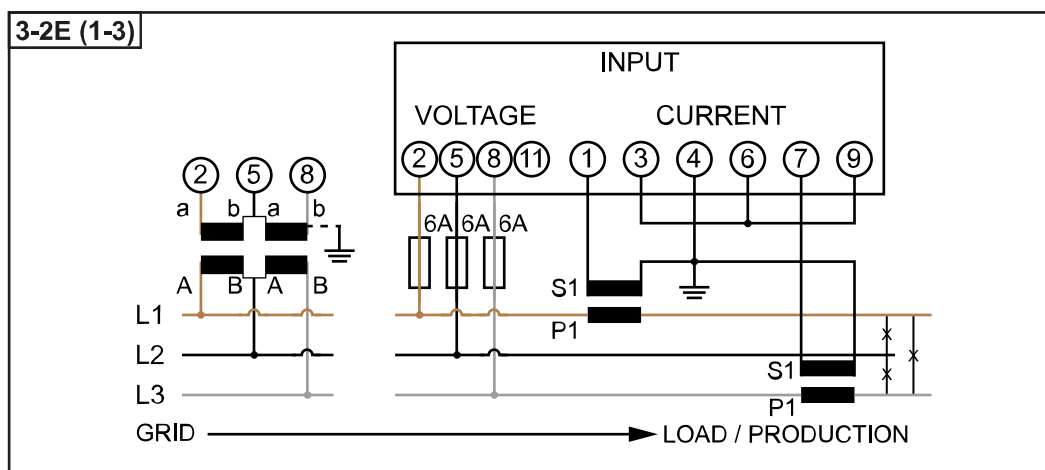 3-2E (1-3)
INPUT
VOLTAGE CURRENT
2 5 8 11 1 3 4 6 7 9
2 5 8
a b a b
6A 6A 6A
A B A B
S1
L1
P1
L2
S1
L3
P1
GRID LOAD / PRODUCTION